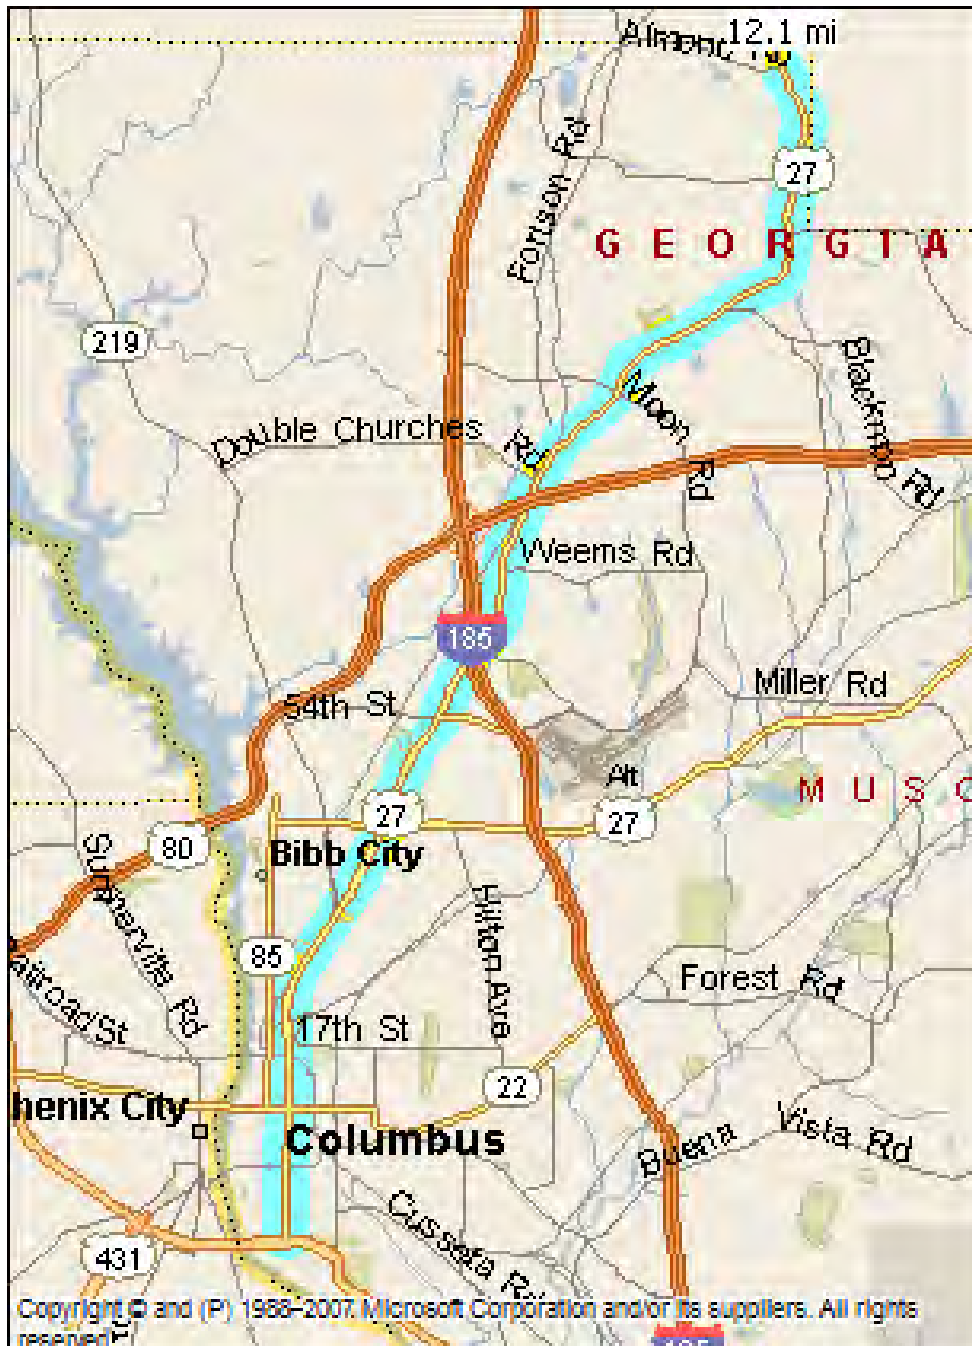 Almond Rd
12.1 mi
27
Fortson Rd
GEORGIA
219
Moon Rd
Blackmon Rd
Double Churches Rd
Weems Rd
185
54th St
Miller Rd
Alt
27
27
MUSC
80
Bibb City
Summerville Rd
Hilton Ave
85
Railroad St
Forest Rd
17th St
22
henix City
Columbus
Buena Vista Rd
Cusseta Rd
431
Copyright © and (P) 1988–2007 Microsoft Corporation and/or its suppliers. All rights
reserved.